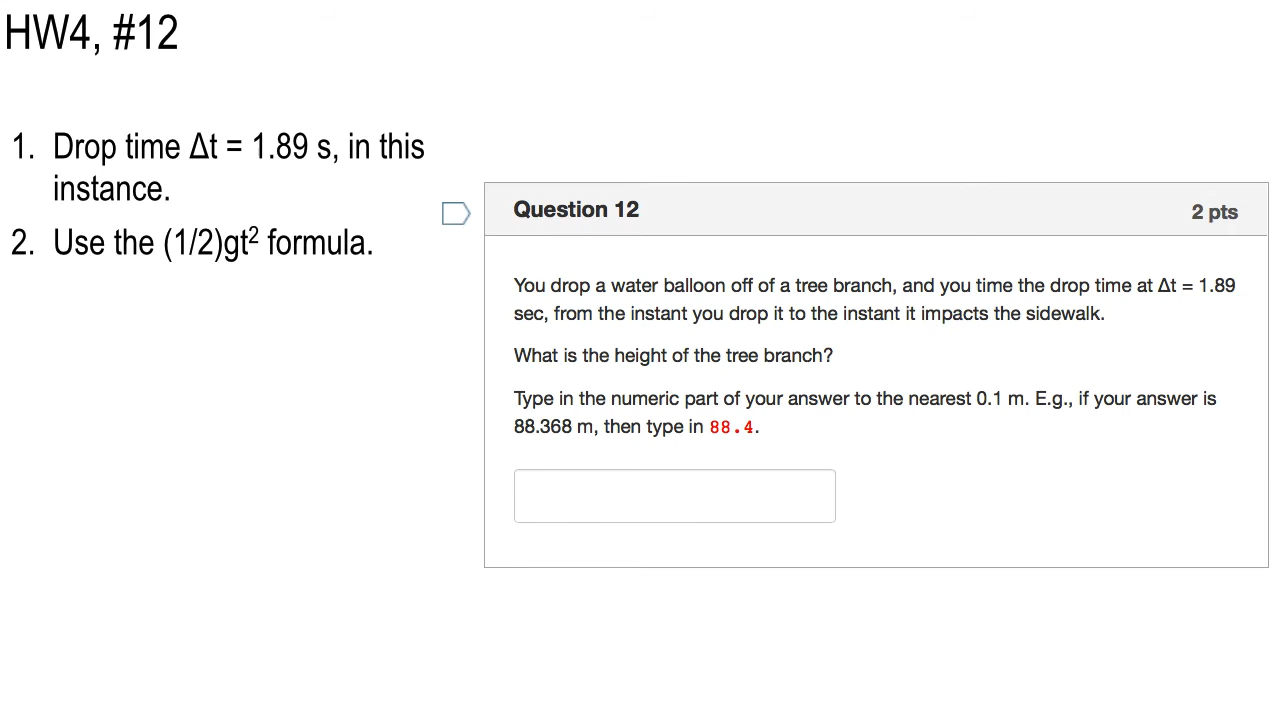 HW4, #12
1. Drop time Δt = 1.89 s, in this
instance.
2. Use the (1/2)gt² formula.
Question 12
2 pts
You drop a water balloon off of a tree branch, and you time the drop time at Δt = 1.89
sec, from the instant you drop it to the instant it impacts the sidewalk.
What is the height of the tree branch?
Type in the numeric part of your answer to the nearest 0.1 m. E.g., if your answer is
88.368 m, then type in 88.4.